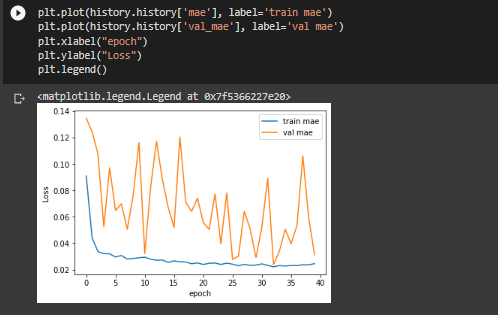 plt.plot(history.history['mae'], label='train mae')
plt.plot(history.history['val_mae'], label='val mae')
plt.xlabel("epoch")
plt.ylabel("Loss")
plt.legend()
<matplotlib.legend.Legend at 0x7f5366227e20>
train mae
val mae
0.14
0.12
0.10
0.08
0.06
0.04
0.02
Loss
0 5 10 15 20 25 30 35 40
epoch